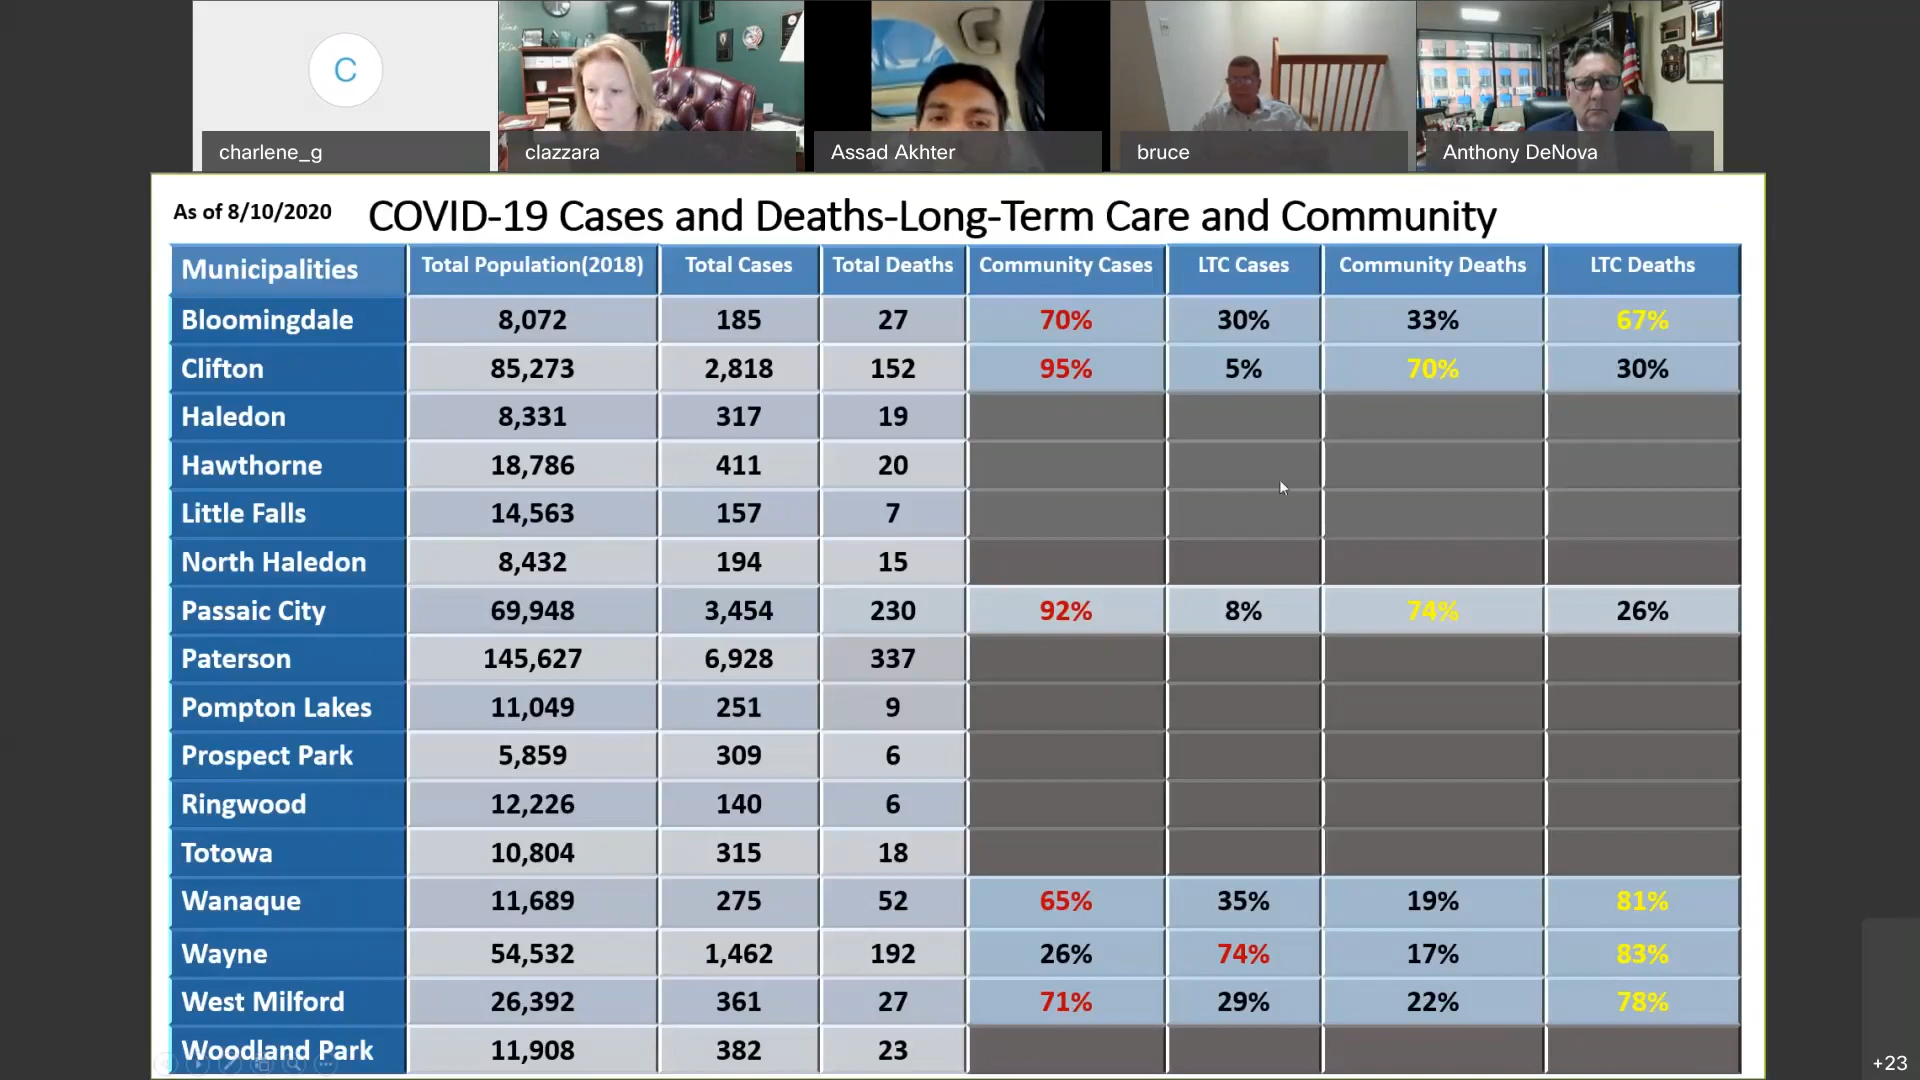 C
charlene_g
clazzara
Assad Akhter
bruce
Anthony DeNova
As of 8/10/2020
COVID-19 Cases and Deaths-Long-Term Care and Community
Municipalities Total Population(2018) Total Cases Total Deaths Community Cases LTC Cases Community Deaths LTC Deaths
Bloomingdale 8,072 185 27 70% 30% 33% 67%
Clifton 85,273 2,818 152 95% 5% 70% 30%
Haledon 8,331 317 19
Hawthorne 18,786 411 20
Little Falls 14,563 157 7
North Haledon 8,432 194 15
Passaic City 69,948 3,454 230 92% 8% 74% 26%
Paterson 145,627 6,928 337
Pompton Lakes 11,049 251 9
Prospect Park 5,859 309 6
Ringwood 12,226 140 6
Totowa 10,804 315 18
Wanaque 11,689 275 52 65% 35% 19% 81%
Wayne 54,532 1,462 192 26% 74% 17% 83%
West Milford 26,392 361 27 71% 29% 22% 78%
Woodland Park 11,908 382 23
+23